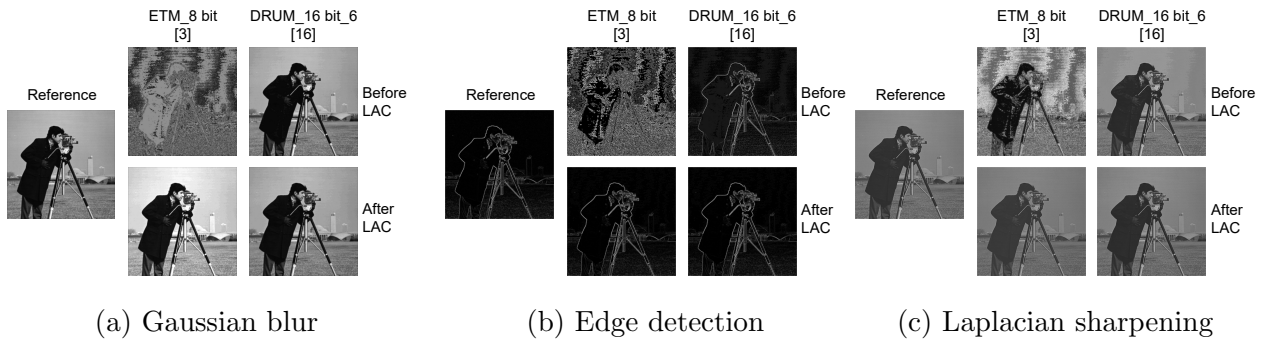 ETM_8 bit
[3]
DRUM_16 bit_6
[16]
Reference
Before
LAC
After
LAC
(a) Gaussian blur
ETM_8 bit
[3]
DRUM_16 bit_6
[16]
Reference
Before
LAC
After
LAC
(b) Edge detection
ETM_8 bit
[3]
DRUM_16 bit_6
[16]
Reference
Before
LAC
After
LAC
(c) Laplacian sharpening